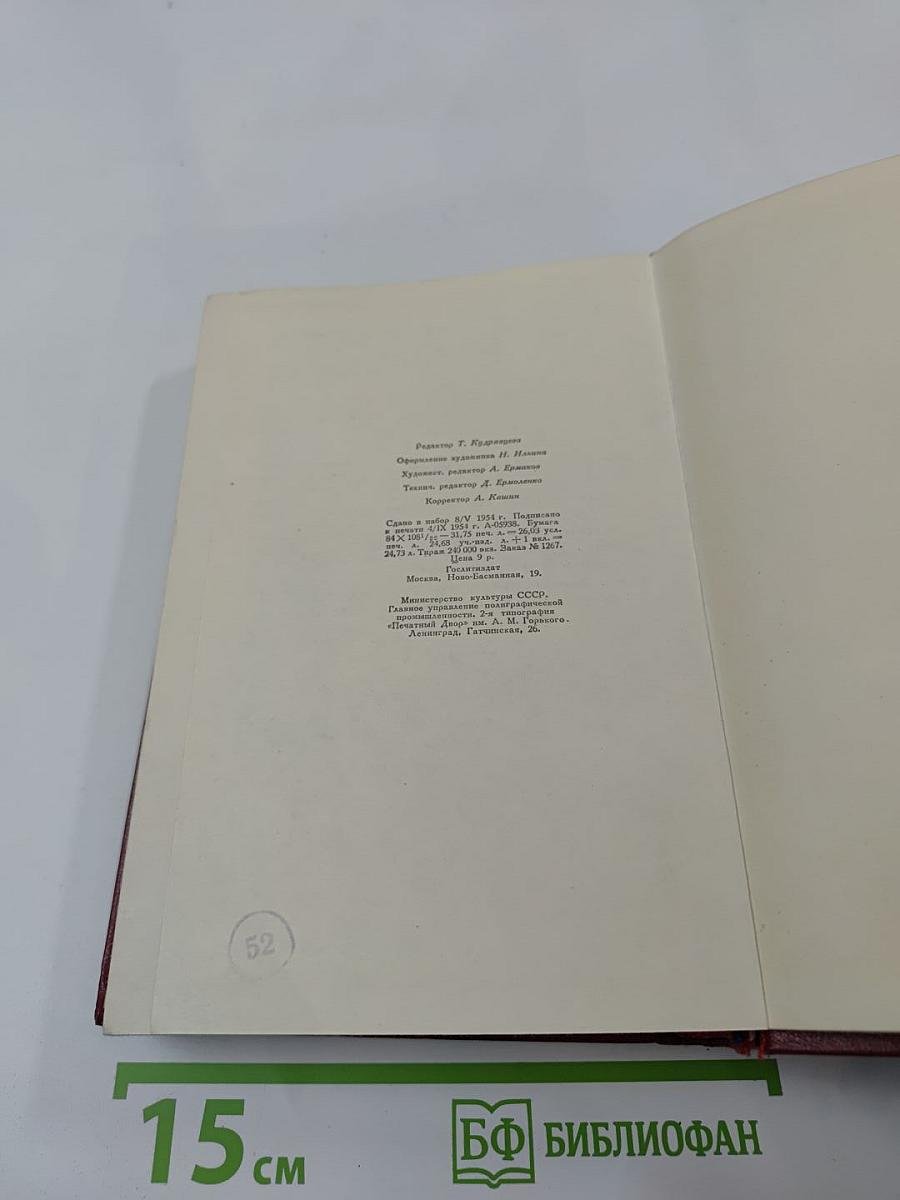 Редактор Т. Кудрявцева
Оформление художника Н. Ильина
Художест. редактор А. Ермаков
Технич. редактор Д. Ермоленко
Корректор А. Кашин
Сдано в набор 8/V 1954 г. Подписано
к печати 4/IX 1954 г. А-05938. Бумага
84×108¹/₃₂ — 31,75 печ. л. = 26,03 усл.
печ. л. 24,68 уч.-изд. л. + 1 вкл. =
24,73 л. Тираж 240 000 экз. Заказ № 1267.
Цена 9 р.
Гослитиздат
Москва, Ново-Басманная, 19.
Министерство культуры СССР.
Главное управление полиграфической
промышленности. 2-я типография
«Печатный Двор» им. А. М. Горького.
Ленинград, Гатчинская, 26.
52
15 см
БФ БИБЛИОФАН